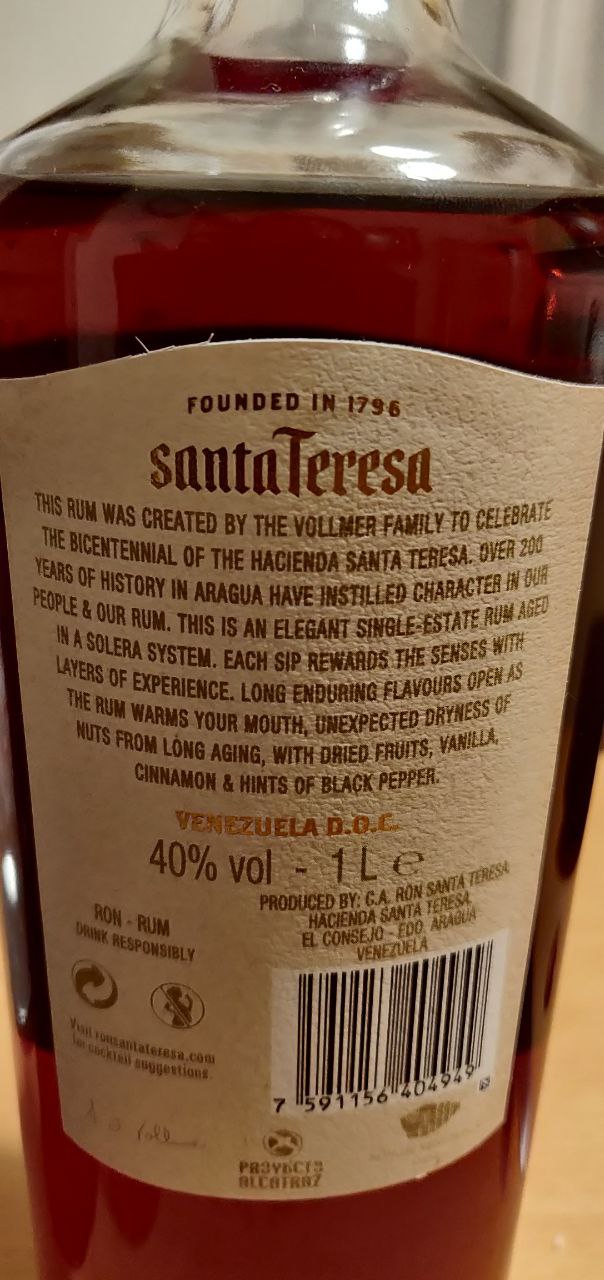 FOUNDED IN 1796
santa Teresa
THIS RUM WAS CREATED BY THE VOLLMER FAMILY TO CELEBRATE
THE BICENTENNIAL OF THE HACIENDA SANTA TERESA. OVER 200
YEARS OF HISTORY IN ARAGUA HAVE INSTILLED CHARACTER IN OUR
PEOPLE & OUR RUM. THIS IS AN ELEGANT SINGLE-ESTATE RUM AGED
IN A SOLERA SYSTEM. EACH SIP REWARDS THE SENSES WITH
LAYERS OF EXPERIENCE. LONG ENDURING FLAVOURS OPEN AS
THE RUM WARMS YOUR MOUTH, UNEXPECTED DRYNESS OF
NUTS FROM LONG AGING, WITH DRIED FRUITS, VANILLA,
CINNAMON & HINTS OF BLACK PEPPER.
VENEZUELA D.O.C.
40% vol - 1 L e
PRODUCED BY: C.A. RON SANTA TERESA
HACIENDA SANTA TERESA
EL CONSEJO - EDO. ARAGUA
VENEZUELA
RON - RUM
DRINK RESPONSIBLY
Visit ronsantateresa.com
for cocktail suggestions.
7 591156 404949
PROYECTO
ALCATRAZ